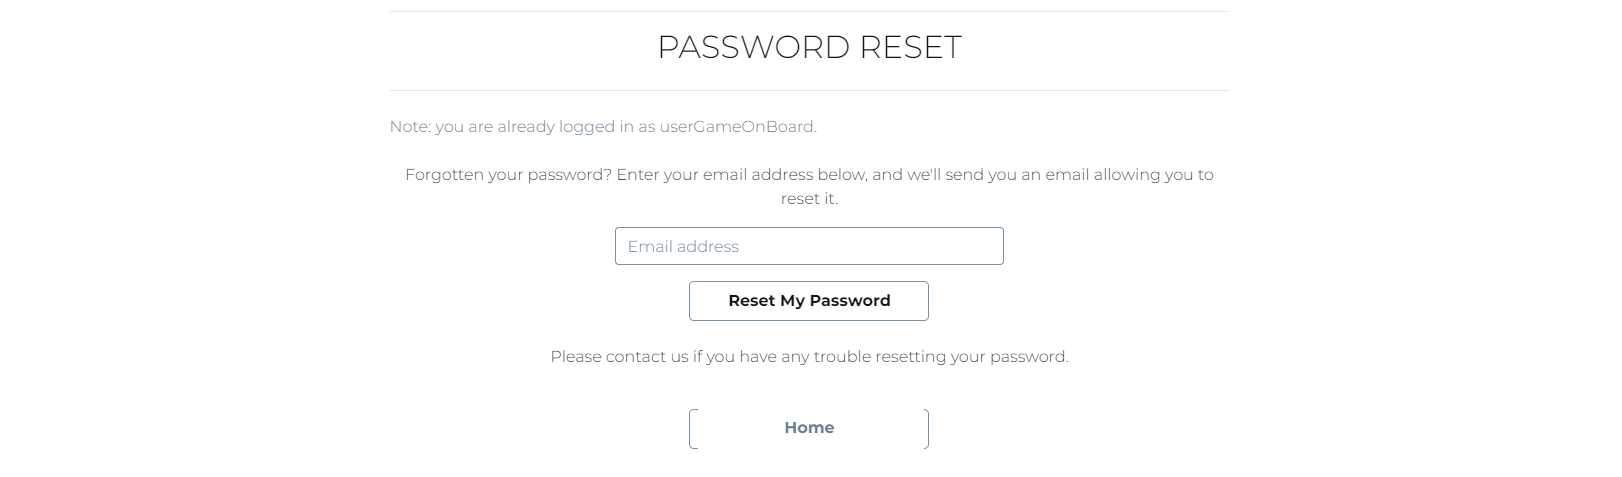 PASSWORD RESET
Note: you are already logged in as userGameOnBoard.
Forgotten your password? Enter your email address below, and we'll send you an email allowing you to
reset it.
Email address
Reset My Password
Please contact us if you have any trouble resetting your password.
Home